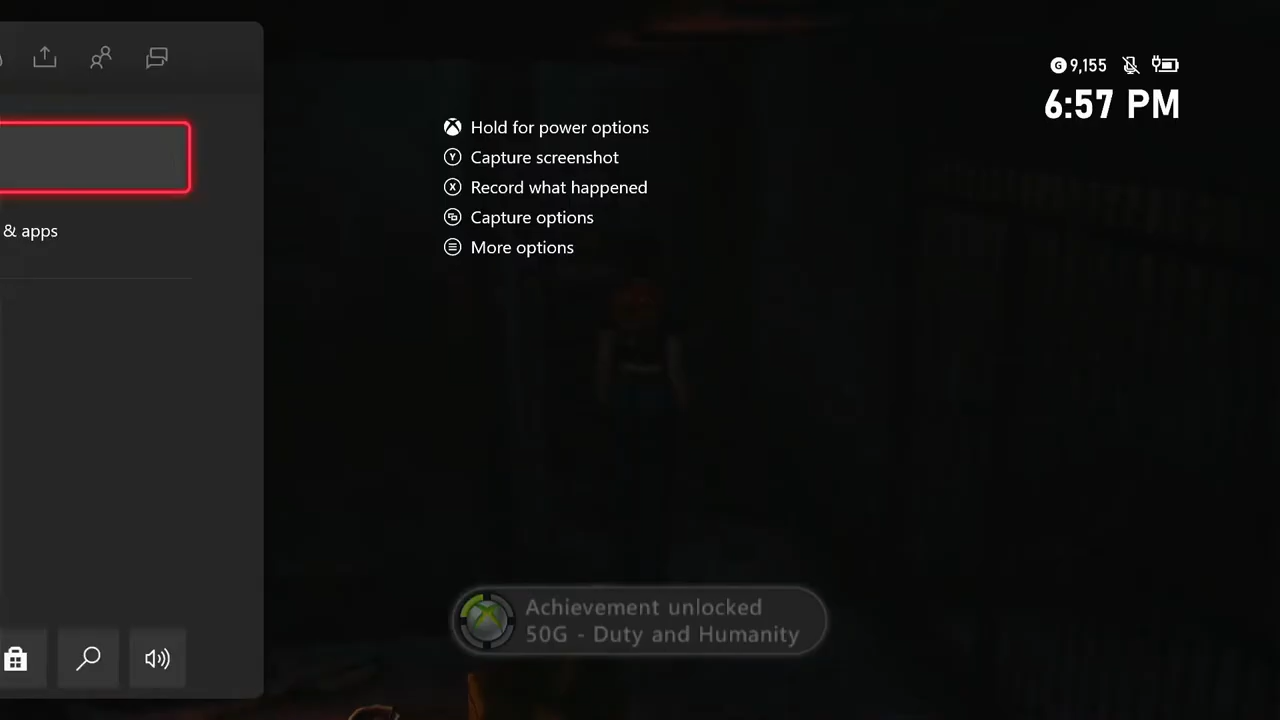 G 9,155
6:57 PM
Hold for power options
Y Capture screenshot
X Record what happened
Capture options
More options
& apps
Achievement unlocked
50G - Duty and Humanity